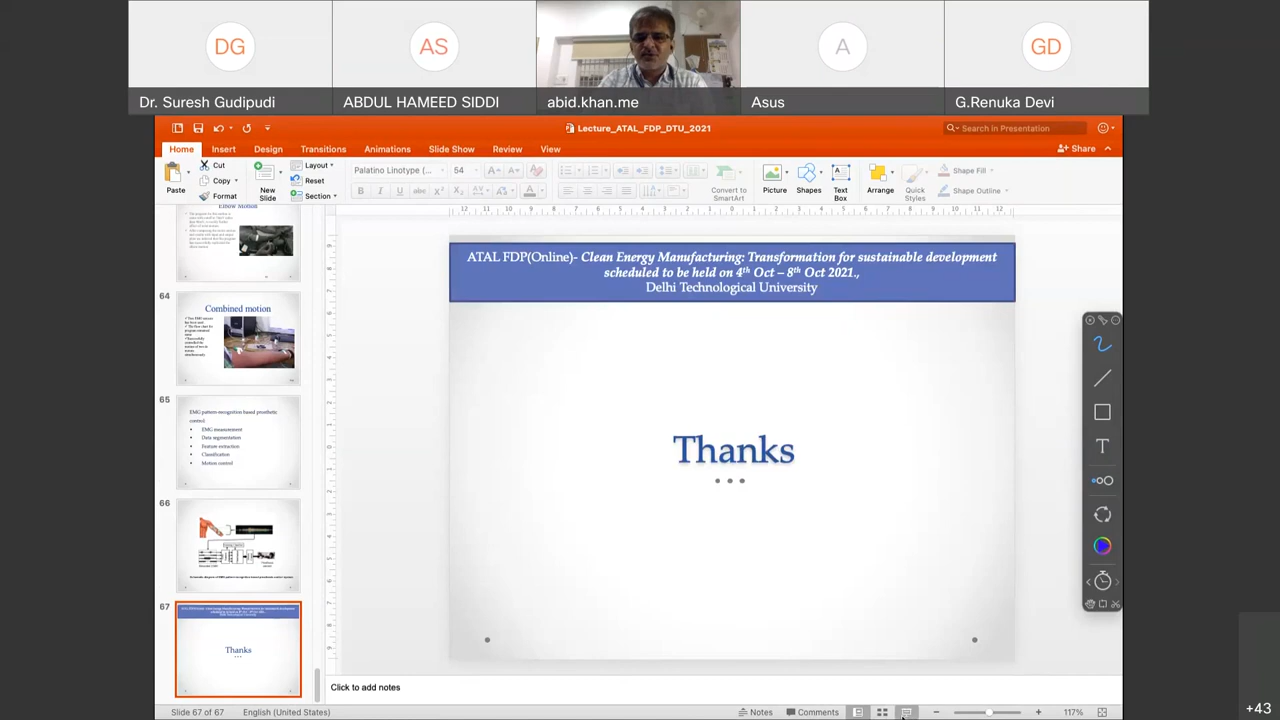 DG
AS
A
GD
Dr. Suresh Gudipudi
ABDUL HAMEED SIDDI
abid.khan.me
Asus
G.Renuka Devi
Lecture_ATAL_FDP_DTU_2021
Search in Presentation
Home
Insert
Design
Transitions
Animations
Slide Show
Review
View
Share
Paste
Cut
Copy
Format
New Slide
Layout
Reset
Section
Palatino Linotype (...
54
Convert to SmartArt
Picture
Shapes
Text Box
Arrange
Quick Styles
Shape Fill
Shape Outline
Elbow Motion
64
Combined motion
65
EMG pattern-recognition based prosthetic control
EMG measurement
Data segmentation
Feature extraction
Classification
Motion control
66
67
Thanks
ATAL FDP(Online)- Clean Energy Manufacturing: Transformation for sustainable development
scheduled to be held on 4th Oct – 8th Oct 2021.,
Delhi Technological University
Thanks
Click to add notes
Slide 67 of 67
English (United States)
Notes
Comments
117%
+43